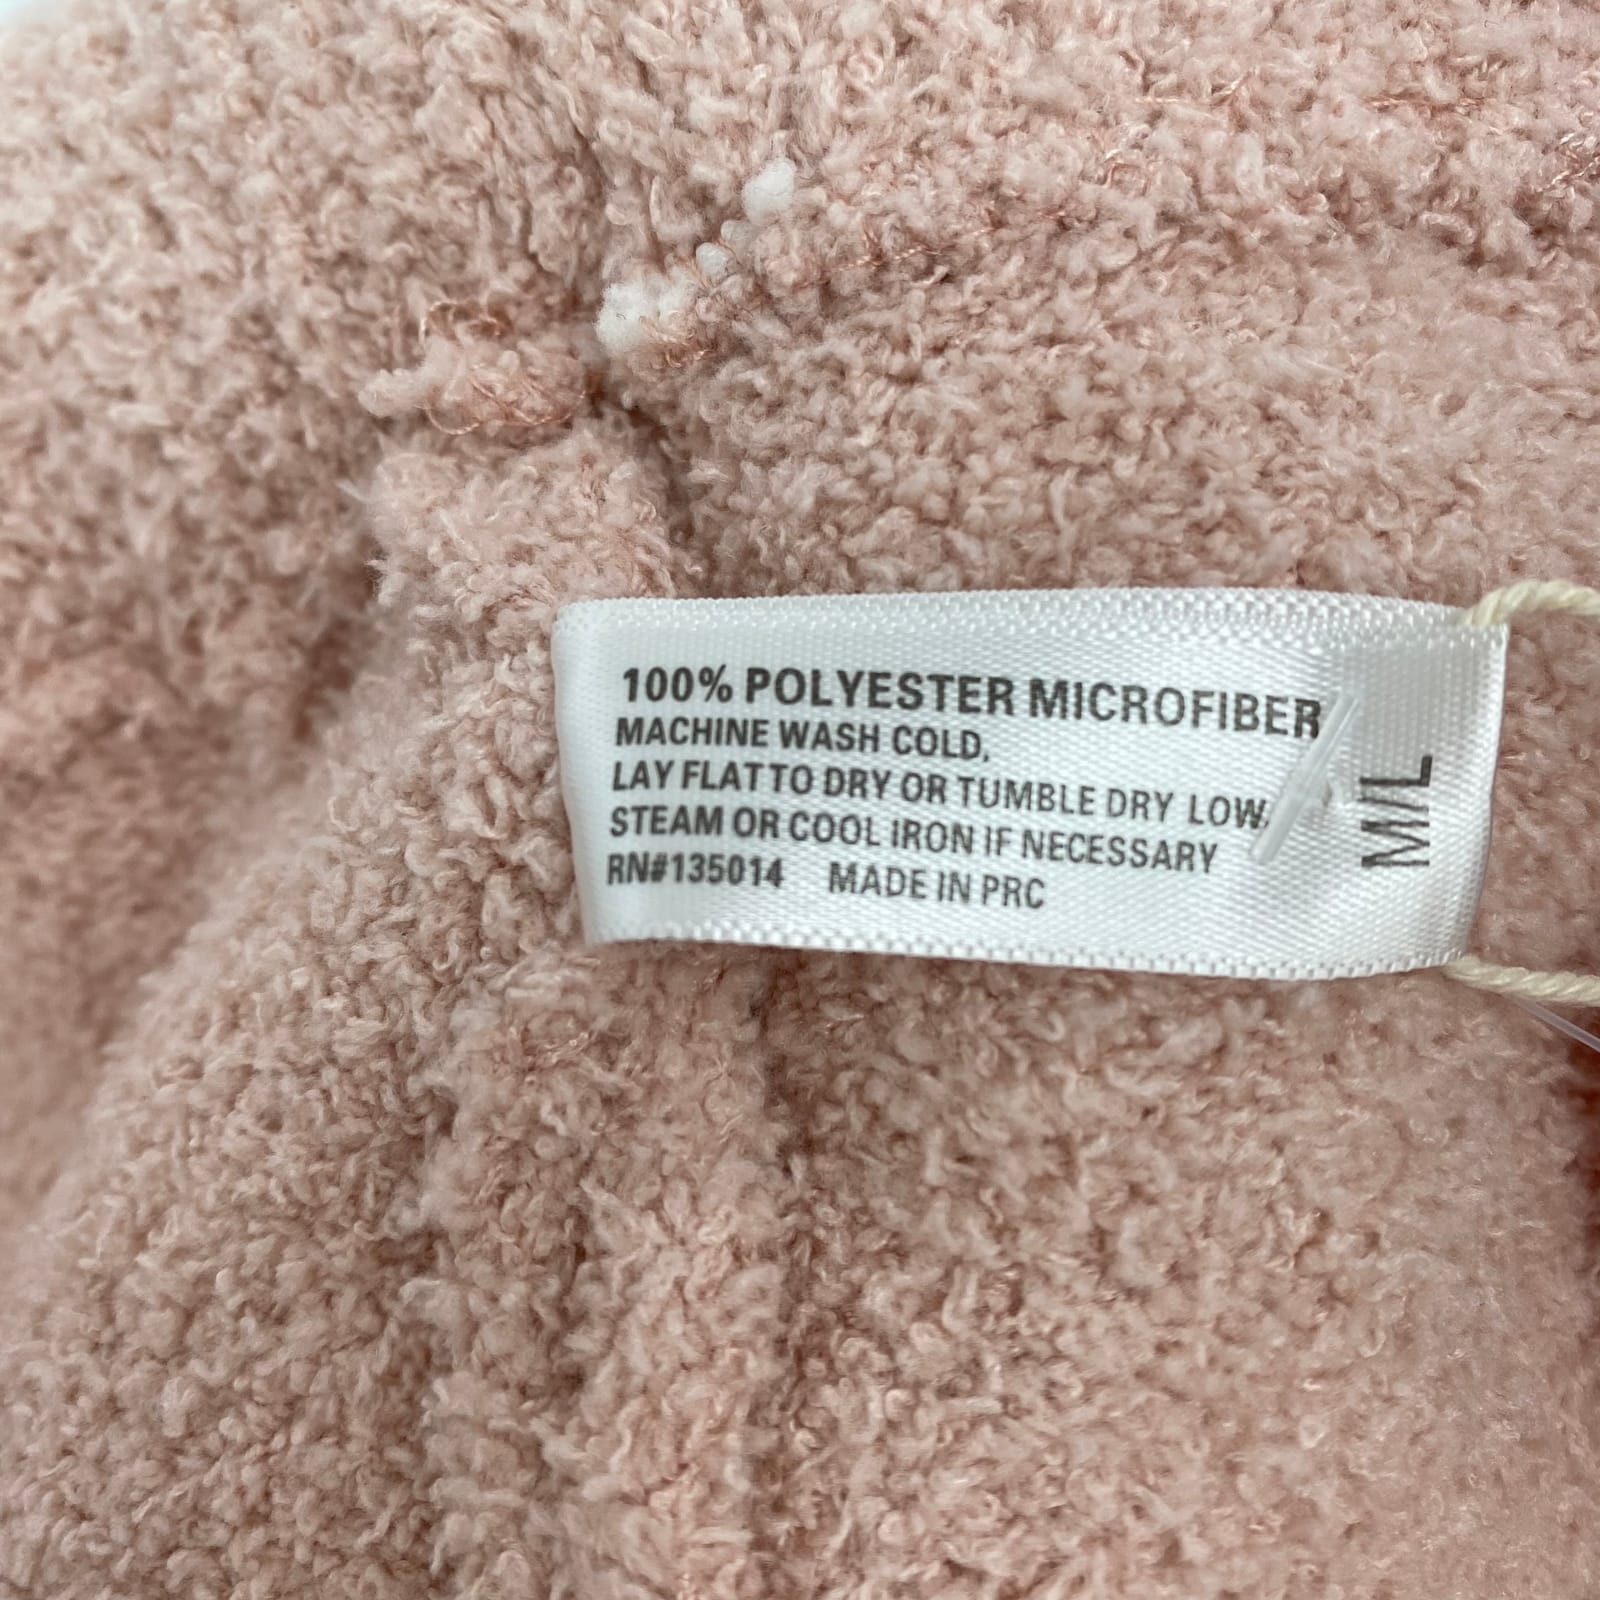 100% POLYESTER MICROFIBER
MACHINE WASH COLD,
LAY FLAT TO DRY OR TUMBLE DRY LOW,
STEAM OR COOL IRON IF NECESSARY
RN#135014 MADE IN PRC
M/L